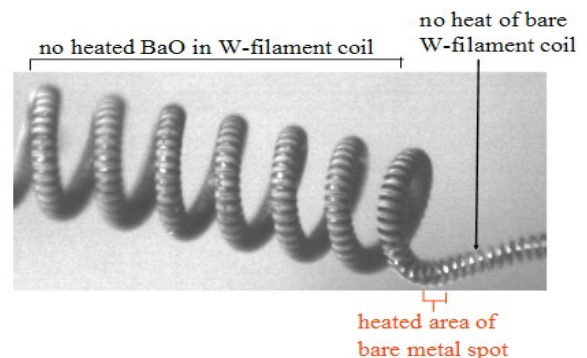 no heat of bare
no heated BaO in W-filament coil
W-filament coil
heated area of
bare metal spot